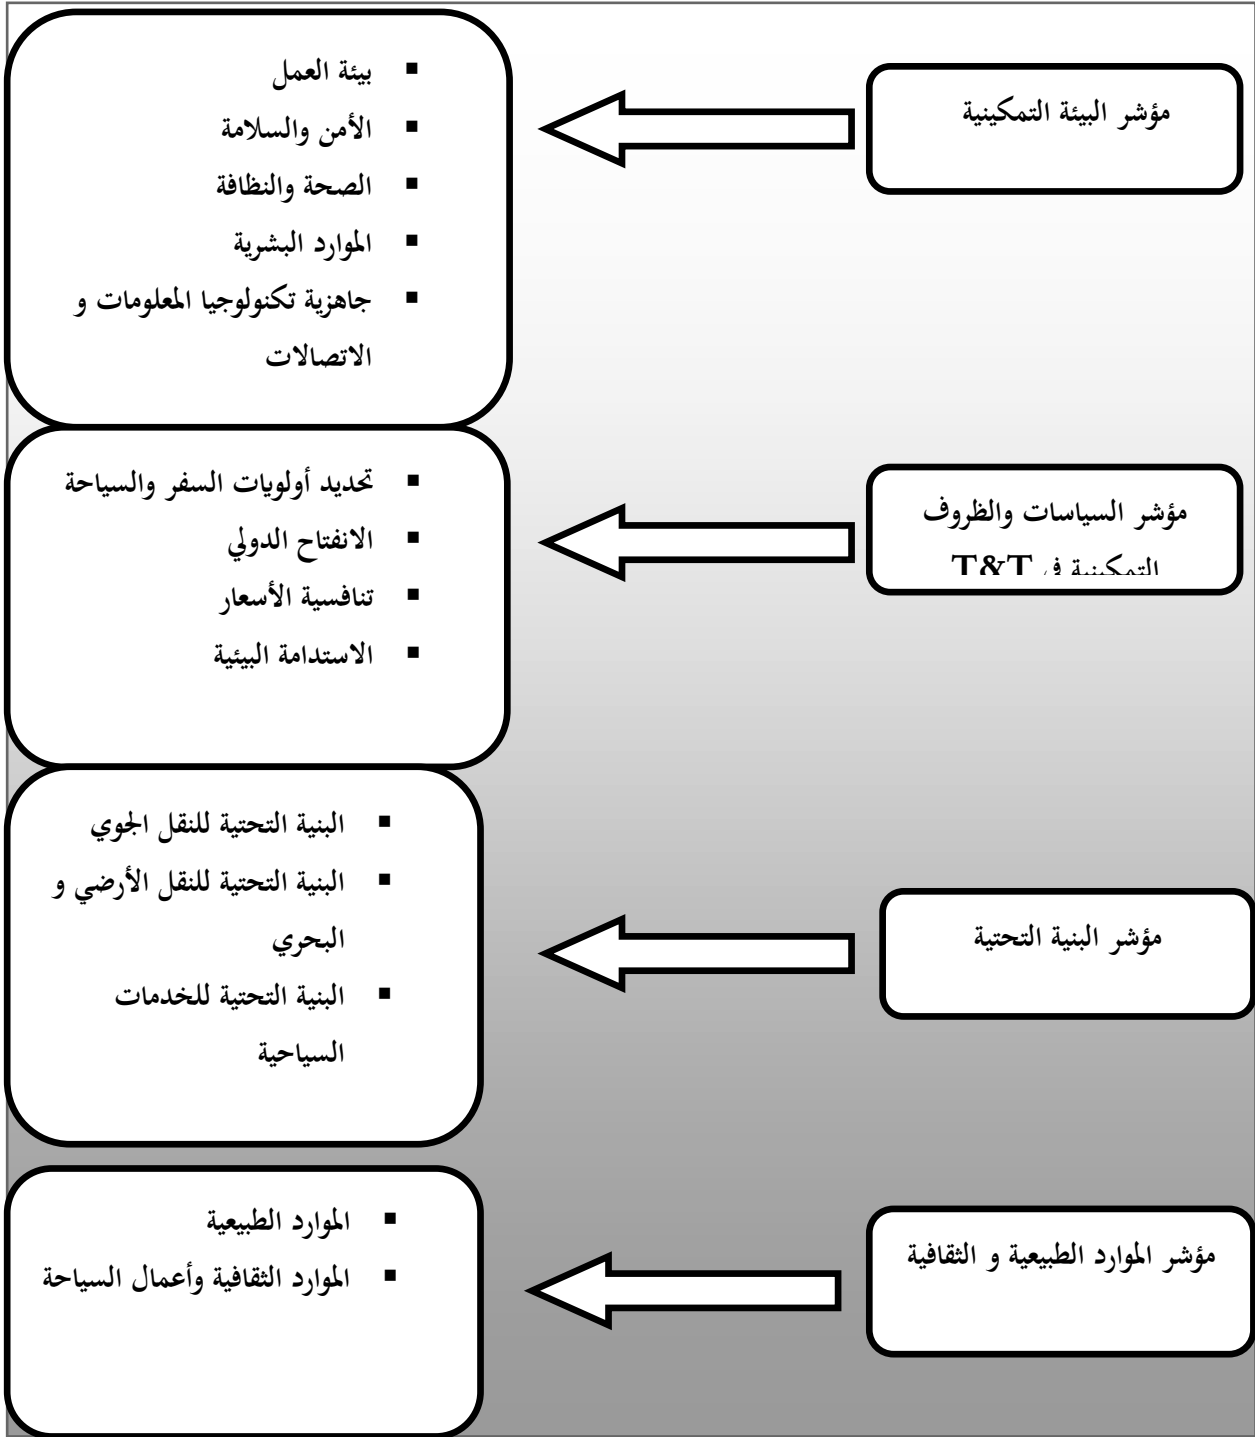 مؤشر البيئة التمكينية
بيئة العمل
الأمن والسلامة
الصحة والنظافة
الموارد البشرية
جاهزية تكنولوجيا المعلومات و
الاتصالات
مؤشر السياسات والظروف
التمكينية في T&T
تحديد أولويات السفر والسياحة
الانفتاح الدولي
تنافسية الأسعار
الاستدامة البيئية
مؤشر البنية التحتية
البنية التحتية للنقل الجوي
البنية التحتية للنقل الأرضي و
البحري
البنية التحتية للخدمات
السياحية
مؤشر الموارد الطبيعية و الثقافية
الموارد الطبيعية
الموارد الثقافية وأعمال السياحة